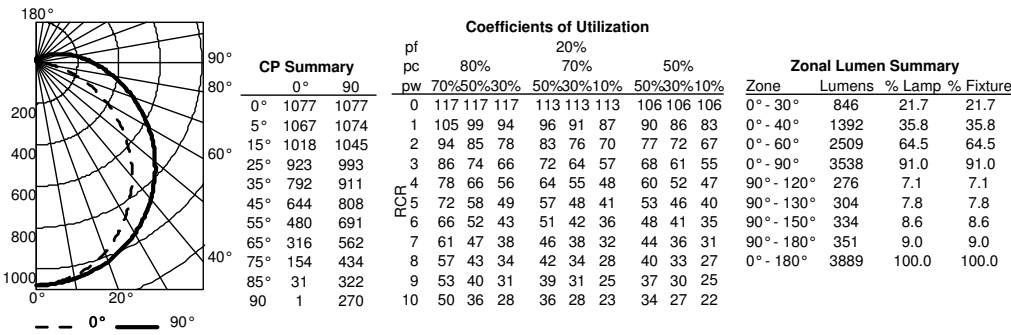 180°
90°
80°
60°
40°
200
400
600
800
1000
0°
20°
0° 90°
CP Summary
0° 90
0° 1077 1077
5° 1067 1074
15° 1018 1045
25° 923 993
35° 792 911
45° 644 808
55° 480 691
65° 316 562
75° 154 434
85° 31 322
90 1 270
Coefficients of Utilization
pf 20%
pc 80% 70% 50%
pw 70%50%30% 50%30%10% 50%30%10%
RCR
0 117 117 117 113 113 113 106 106 106
1 105 99 94 96 91 87 90 86 83
2 94 85 78 83 76 70 77 72 67
3 86 74 66 72 64 57 68 61 55
4 78 66 56 64 55 48 60 52 47
5 72 58 49 57 48 41 53 46 40
6 66 52 43 51 42 36 48 41 35
7 61 47 38 46 38 32 44 36 31
8 57 43 34 42 34 28 40 33 27
9 53 40 31 39 31 25 37 30 25
10 50 36 28 36 28 23 34 27 22
Zonal Lumen Summary
Zone Lumens % Lamp % Fixture
0°- 30° 846 21.7 21.7
0°- 40° 1392 35.8 35.8
0°- 60° 2509 64.5 64.5
0°- 90° 3538 91.0 91.0
90°- 120° 276 7.1 7.1
90°- 130° 304 7.8 7.8
90°- 150° 334 8.6 8.6
90°- 180° 351 9.0 9.0
0°- 180° 3889 100.0 100.0